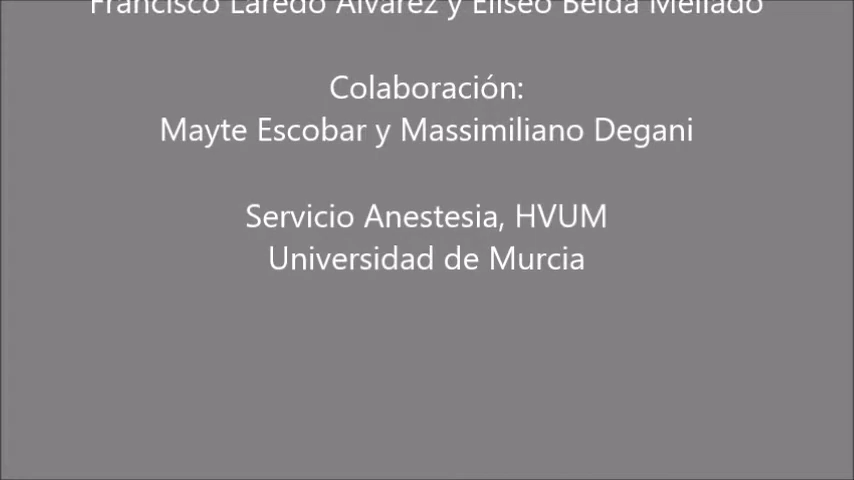 Francisco Laredo Álvarez y Eliseo Belda Mellado
Colaboración:
Mayte Escobar y Massimiliano Degani
Servicio Anestesia, HVUM
Universidad de Murcia